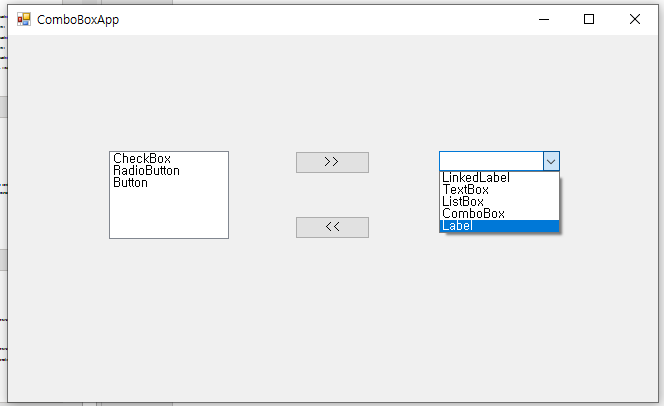 ComboBoxApp
CheckBox
RadioButton
Button
>>
<<
LinkedLabel
TextBox
ListBox
ComboBox
Label